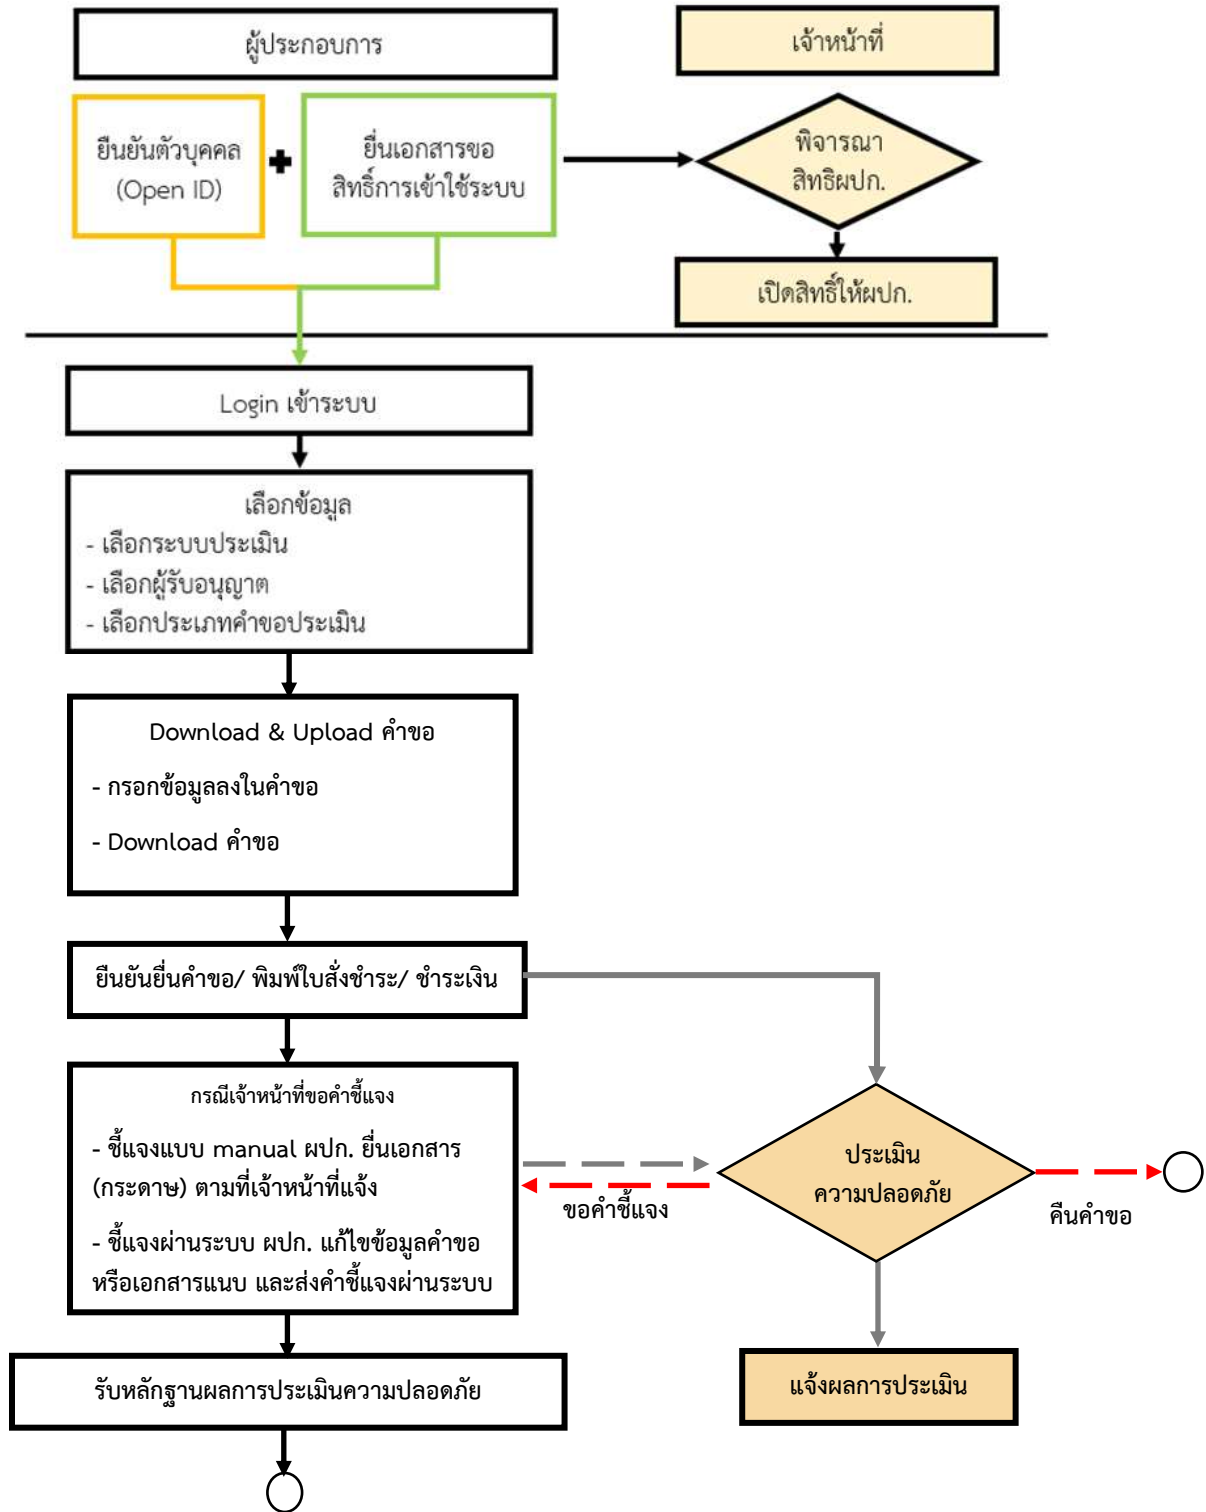 ผู้ประกอบการ
เจ้าหน้าที่
ยืนยันตัวบุคคล
(Open ID)
ยื่นเอกสารขอ
สิทธิ์การเข้าใช้ระบบ
พิจารณา
สิทธิผปก.
เปิดสิทธิ์ให้ผปก.
Login เข้าระบบ
เลือกข้อมูล
- เลือกระบบประเมิน
- เลือกผู้รับอนุญาต
- เลือกประเภทคำขอประเมิน
Download & Upload คำขอ
- กรอกข้อมูลลงในคำขอ
- Download คำขอ
ยืนยันยื่นคำขอ/ พิมพ์ใบสั่งชำระ/ ชำระเงิน
กรณีเจ้าหน้าที่ขอคำชี้แจง
- ชี้แจงแบบ manual ผปก. ยื่นเอกสาร
(กระดาษ) ตามที่เจ้าหน้าที่แจ้ง
- ชี้แจงผ่านระบบ ผปก. แก้ไขข้อมูลคำขอ
หรือเอกสารแนบ และส่งคำชี้แจงผ่านระบบ
ขอคำชี้แจง
ประเมิน
ความปลอดภัย
คืนคำขอ
รับหลักฐานผลการประเมินความปลอดภัย
แจ้งผลการประเมิน